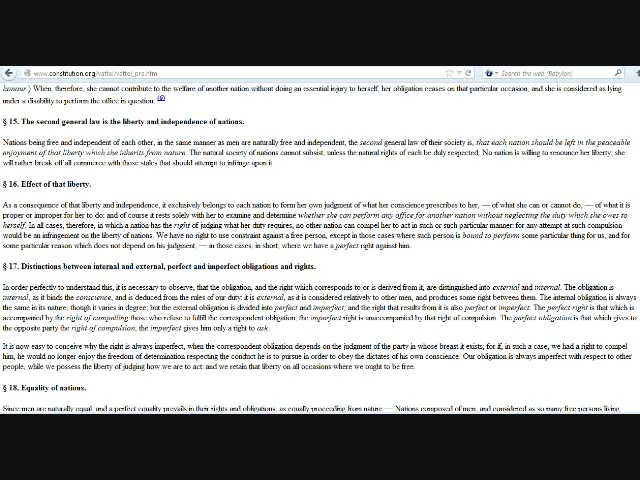 www.constitution.org/vattel/vattel_pre.htm
Search the web (Babylon)
honour.) When, therefore, she cannot contribute to the welfare of another nation without doing an essential injury to herself, her obligation ceases on that particular occasion, and she is considered as lying
under a disability to perform the office in question.
§ 15. The second general law is the liberty and independence of nations.
Nations being free and independent of each other, in the same manner as men are naturally free and independent, the second general law of their society is, that each nation should be left in the peaceable
enjoyment of that liberty which she inherits from nature. The natural society of nations cannot subsist, unless the natural rights of each be duly respected. No nation is willing to renounce her liberty; she
will rather break off all commerce with those states that should attempt to infringe upon it.
§ 16. Effect of that liberty.
As a consequence of that liberty and independence, it exclusively belongs to each nation to form her own judgment of what her conscience prescribes to her, — of what she can or cannot do, — of what it is
proper or improper for her to do: and of course it rests solely with her to examine and determine whether she can perform any office for another nation without neglecting the duty which she owes to
herself. In all cases, therefore, in which a nation has the right of judging what her duty requires, no other nation can compel her to act in such or such particular manner: for any attempt at such compulsion
would be an infringement on the liberty of nations. We have no right to use constraint against a free person, except in those cases where such person is bound to perform some particular thing for us, and for
some particular reason which does not depend on his judgment, — in those cases, in short, where we have a perfect right against him.
§ 17. Distinctions between internal and external, perfect and imperfect obligations and rights.
In order perfectly to understand this, it is necessary to observe, that the obligation, and the right which corresponds to or is derived from it, are distinguished into external and internal. The obligation is
internal, as it binds the conscience, and is deduced from the rules of our duty: it is external, as it is considered relatively to other men, and produces some right between them. The internal obligation is always
the same in its nature, though it varies in degree; but the external obligation is divided into perfect and imperfect; and the right that results from it is also perfect or imperfect. The perfect right is that which is
accompanied by the right of compelling those who refuse to fulfil the correspondent obligation; the imperfect right is unaccompanied by that right of compulsion. The perfect obligation is that which gives to
the opposite party the right of compulsion; the imperfect gives him only a right to ask.
It is now easy to conceive why the right is always imperfect, when the correspondent obligation depends on the judgment of the party in whose breast it exists; for if, in such a case, we had a right to compel
him, he would no longer enjoy the freedom of determination respecting the conduct he is to pursue in order to obey the dictates of his own conscience. Our obligation is always imperfect with respect to other
people, while we possess the liberty of judging how we are to act: and we retain that liberty on all occasions where we ought to be free.
§ 18. Equality of nations.
Since men are naturally equal, and a perfect equality prevails in their rights and obligations, as equally proceeding from nature — Nations composed of men, and considered as so many free persons living